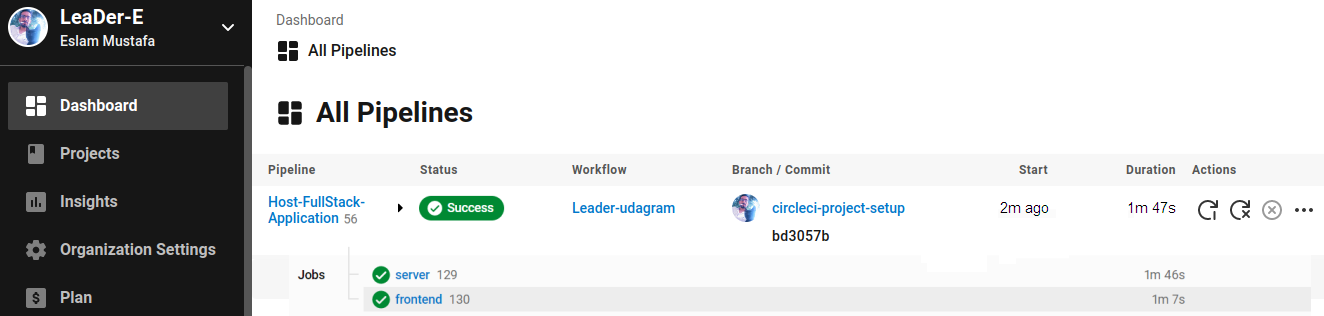 LeaDer-E
Eslam Mustafa
Dashboard
Projects
Insights
Organization Settings
Plan
Dashboard
All Pipelines
All Pipelines
Pipeline Status Workflow Branch / Commit Start Duration Actions
Host-FullStack-
Application 56
Success
Leader-udagram
circleci-project-setup
bd3057b
2m ago
1m 47s
Jobs
server 129 1m 46s
frontend 130 1m 7s